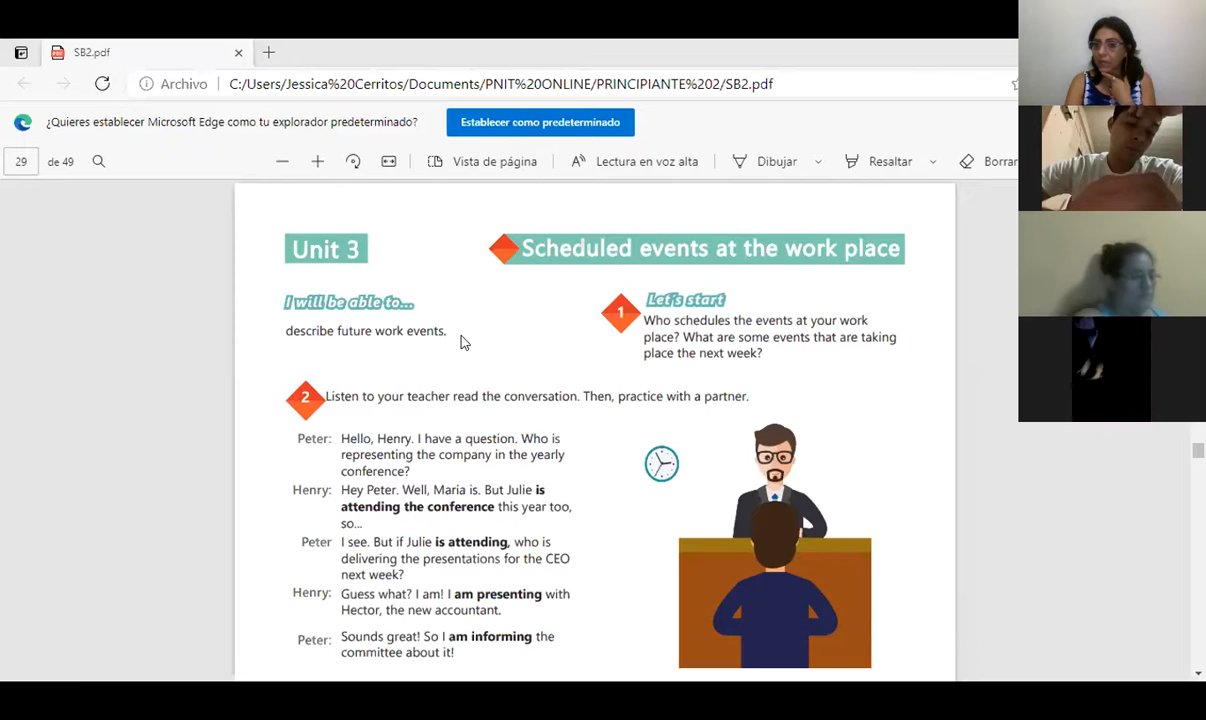 SB2.pdf
Archivo
C:/Users/Jessica%20Cerritos/Documents/PNIT%20ONLINE/PRINCIPIANTE%202/SB2.pdf
¿Quieres establecer Microsoft Edge como tu explorador predeterminado?
Establecer como predeterminado
29 de 49
Vista de página
Lectura en voz alta
Dibujar
Resaltar
Borrar
Unit 3
Scheduled events at the work place
I will be able to...
describe future work events.
1
Let's start
Who schedules the events at your work
place? What are some events that are taking
place the next week?
2
Listen to your teacher read the conversation. Then, practice with a partner.
Peter: Hello, Henry. I have a question. Who is
representing the company in the yearly
conference?
Henry: Hey Peter. Well, Maria is. But Julie is
attending the conference this year too,
so...
Peter I see. But if Julie is attending, who is
delivering the presentations for the CEO
next week?
Henry: Guess what? I am! I am presenting with
Hector, the new accountant.
Peter: Sounds great! So I am informing the
committee about it!